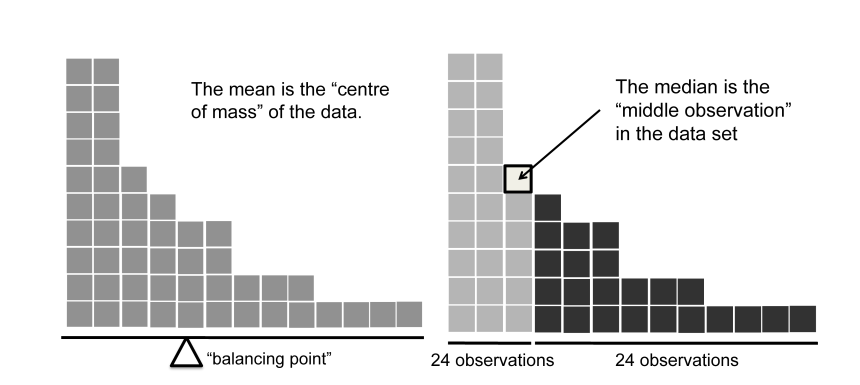 The mean is the “centre
of mass” of the data.
“balancing point”
The median is the
“middle observation”
in the data set
24 observations
24 observations